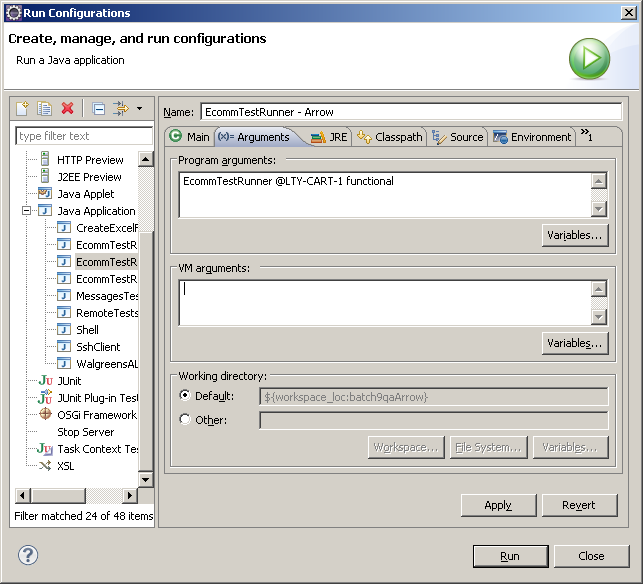 Run Configurations
Create, manage, and run configurations
Run a Java application
type filter text
HTTP Preview
J2EE Preview
Java Applet
Java Application
CreateExcelF
EcommTestR
EcommTestR
EcommTestR
MessagesTes
RemoteTests
Shell
SshClient
WalgreensAL
JUnit
JUnit Plug-in Test
OSGi Framework
Stop Server
Task Context Tes
XSL
Filter matched 24 of 48 items
Name: EcommTestRunner - Arrow
Main (x)= Arguments JRE Classpath Source Environment »1
Program arguments:
EcommTestRunner @LTY-CART-1 functional
Variables...
VM arguments:
Variables...
Working directory:
Default: ${workspace_loc:batch9qaArrow}
Other:
Workspace... File System... Variables...
Apply Revert
? Run Close